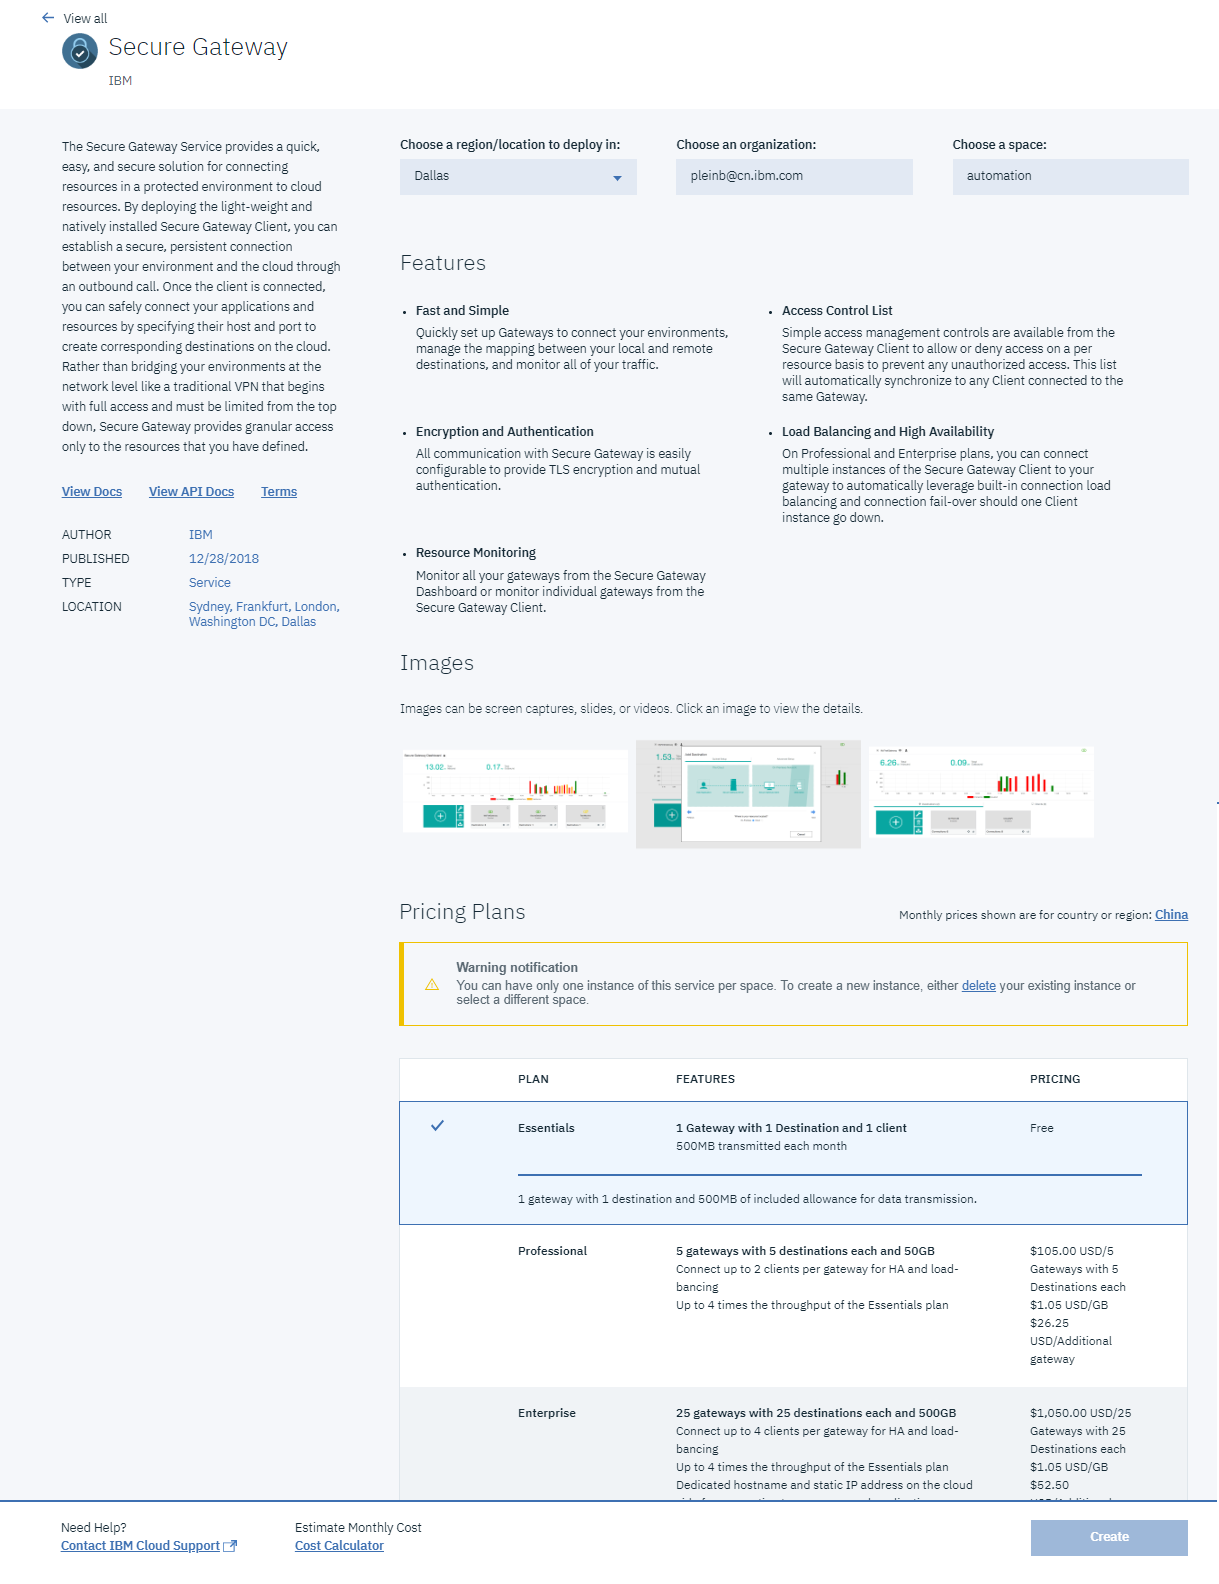 View all
Secure Gateway
IBM
The Secure Gateway Service provides a quick,
easy, and secure solution for connecting
resources in a protected environment to cloud
resources. By deploying the light-weight and
natively installed Secure Gateway Client, you can
establish a secure, persistent connection
between your environment and the cloud through
an outbound call. Once the client is connected,
you can safely connect your applications and
resources by specifying their host and port to
create corresponding destinations on the cloud.
Rather than bridging your environments at the
network level like a traditional VPN that begins
with full access and must be limited from the top
down, Secure Gateway provides granular access
only to the resources that you have defined.
View Docs View API Docs Terms
AUTHOR IBM
PUBLISHED 12/28/2018
TYPE Service
LOCATION Sydney, Frankfurt, London,
Washington DC, Dallas
Choose a region/location to deploy in: Choose an organization: Choose a space:
Dallas pleinb@cn.ibm.com automation
Features
Fast and Simple
Quickly set up Gateways to connect your environments,
manage the mapping between your local and remote
destinations, and monitor all of your traffic.
Access Control List
Simple access management controls are available from the
Secure Gateway Client to allow or deny access on a per
resource basis to prevent any unauthorized access. This list
will automatically synchronize to any Client connected to the
same Gateway.
Encryption and Authentication
All communication with Secure Gateway is easily
configurable to provide TLS encryption and mutual
authentication.
Load Balancing and High Availability
On Professional and Enterprise plans, you can connect
multiple instances of the Secure Gateway Client to your
gateway to automatically leverage built-in connection load
balancing and connection fail-over should one Client
instance go down.
Resource Monitoring
Monitor all your gateways from the Secure Gateway
Dashboard or monitor individual gateways from the
Secure Gateway Client.
Images
Images can be screen captures, slides, or videos. Click an image to view the details.
13.02 0.17
1.53
6.26 0.09
Pricing Plans
Monthly prices shown are for country or region: China
Warning notification
You can have only one instance of this service per space. To create a new instance, either delete your existing instance or
select a different space.
PLAN FEATURES PRICING
Essentials 1 Gateway with 1 Destination and 1 client Free
500MB transmitted each month
1 gateway with 1 destination and 500MB of included allowance for data transmission.
Professional 5 gateways with 5 destinations each and 50GB $105.00 USD/5
Connect up to 2 clients per gateway for HA and load- Gateways with 5
bancing Destinations each
Up to 4 times the throughput of the Essentials plan $1.05 USD/GB
$26.25
USD/Additional
gateway
Enterprise 25 gateways with 25 destinations each and 500GB $1,050.00 USD/25
Connect up to 4 clients per gateway for HA and load- Gateways with 25
bancing Destinations each
Up to 4 times the throughput of the Essentials plan $1.05 USD/GB
Dedicated hostname and static IP address on the cloud $52.50
Need Help? Estimate Monthly Cost
Contact IBM Cloud Support Cost Calculator Create